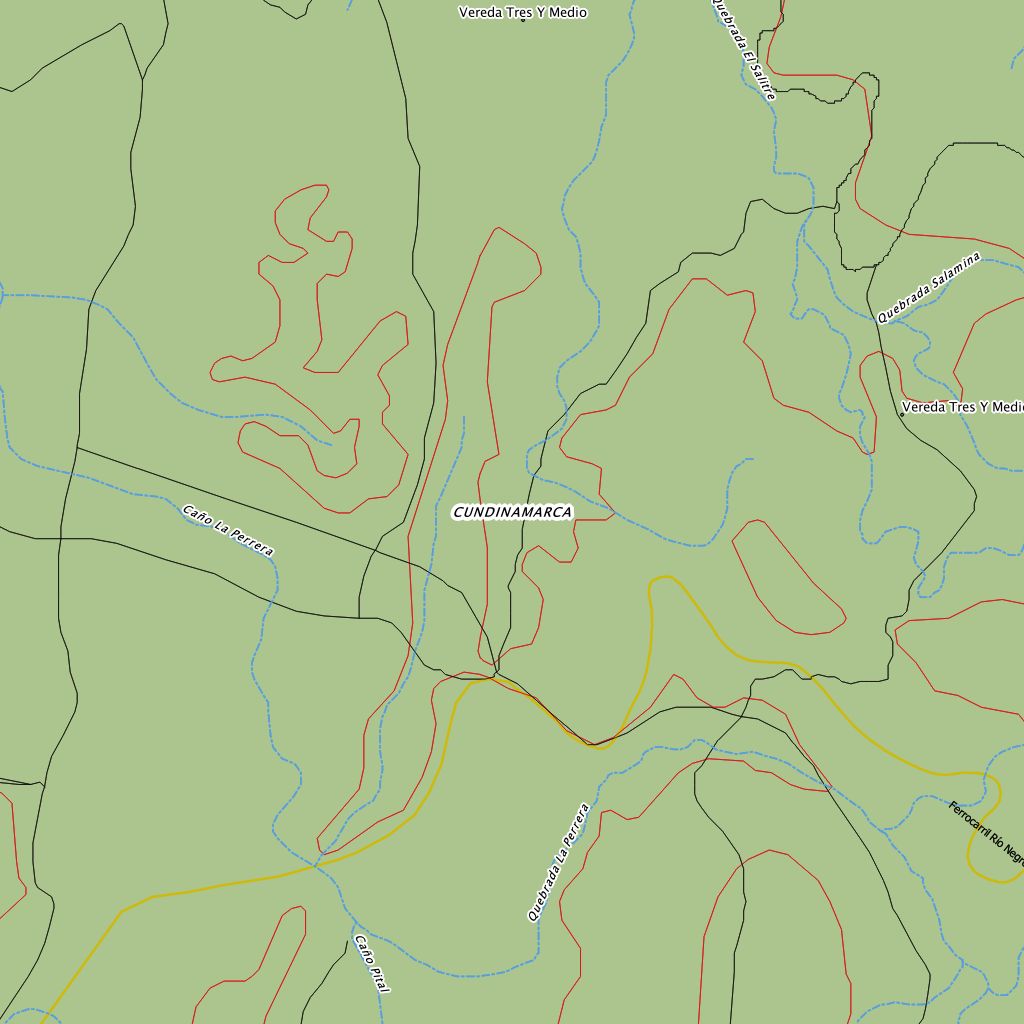 Vereda Tres Y Medio
Quebrada El Salitre
Quebrada Salamina
Vereda Tres Y Medio
CUNDINAMARCA
Caño La Perrera
Quebrada La Perrera
Ferrocarril Río Negro
Caño Pital